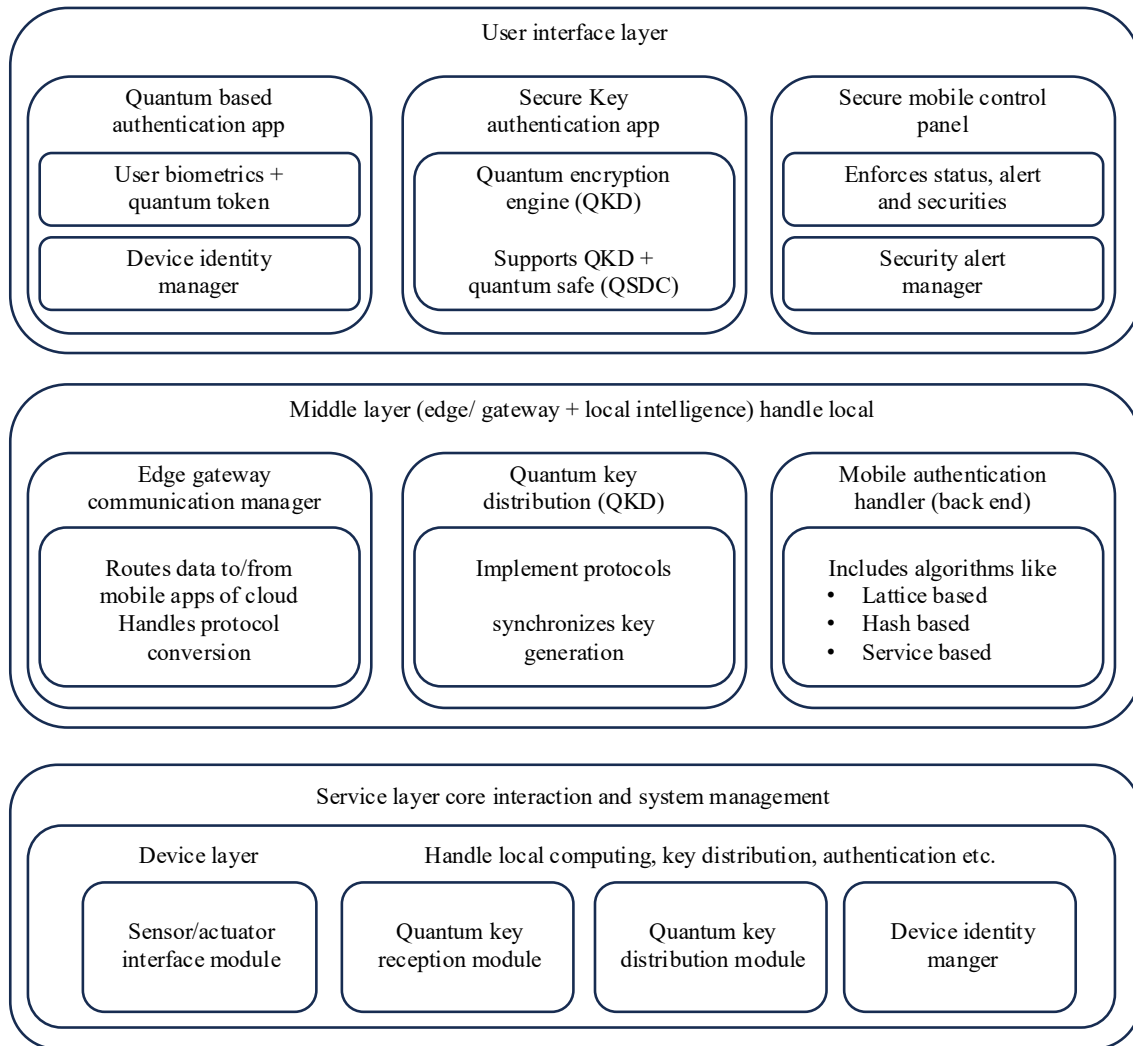 User interface layer
Quantum based
authentication app
User biometrics +
quantum token
Device identity
manager
Secure Key
authentication app
Quantum encryption
engine (QKD)
Supports QKD +
quantum safe (QSDC)
Secure mobile control
panel
Enforces status, alert
and securities
Security alert
manager
Middle layer (edge/ gateway + local intelligence) handle local
Edge gateway
communication manager
Routes data to/from
mobile apps of cloud
Handles protocol
conversion
Quantum key
distribution (QKD)
Implement protocols
synchronizes key
generation
Mobile authentication
handler (back end)
Includes algorithms like
• Lattice based
• Hash based
• Service based
Service layer core interaction and system management
Device layer
Handle local computing, key distribution, authentication etc.
Sensor/actuator
interface module
Quantum key
reception module
Quantum key
distribution module
Device identity
manger